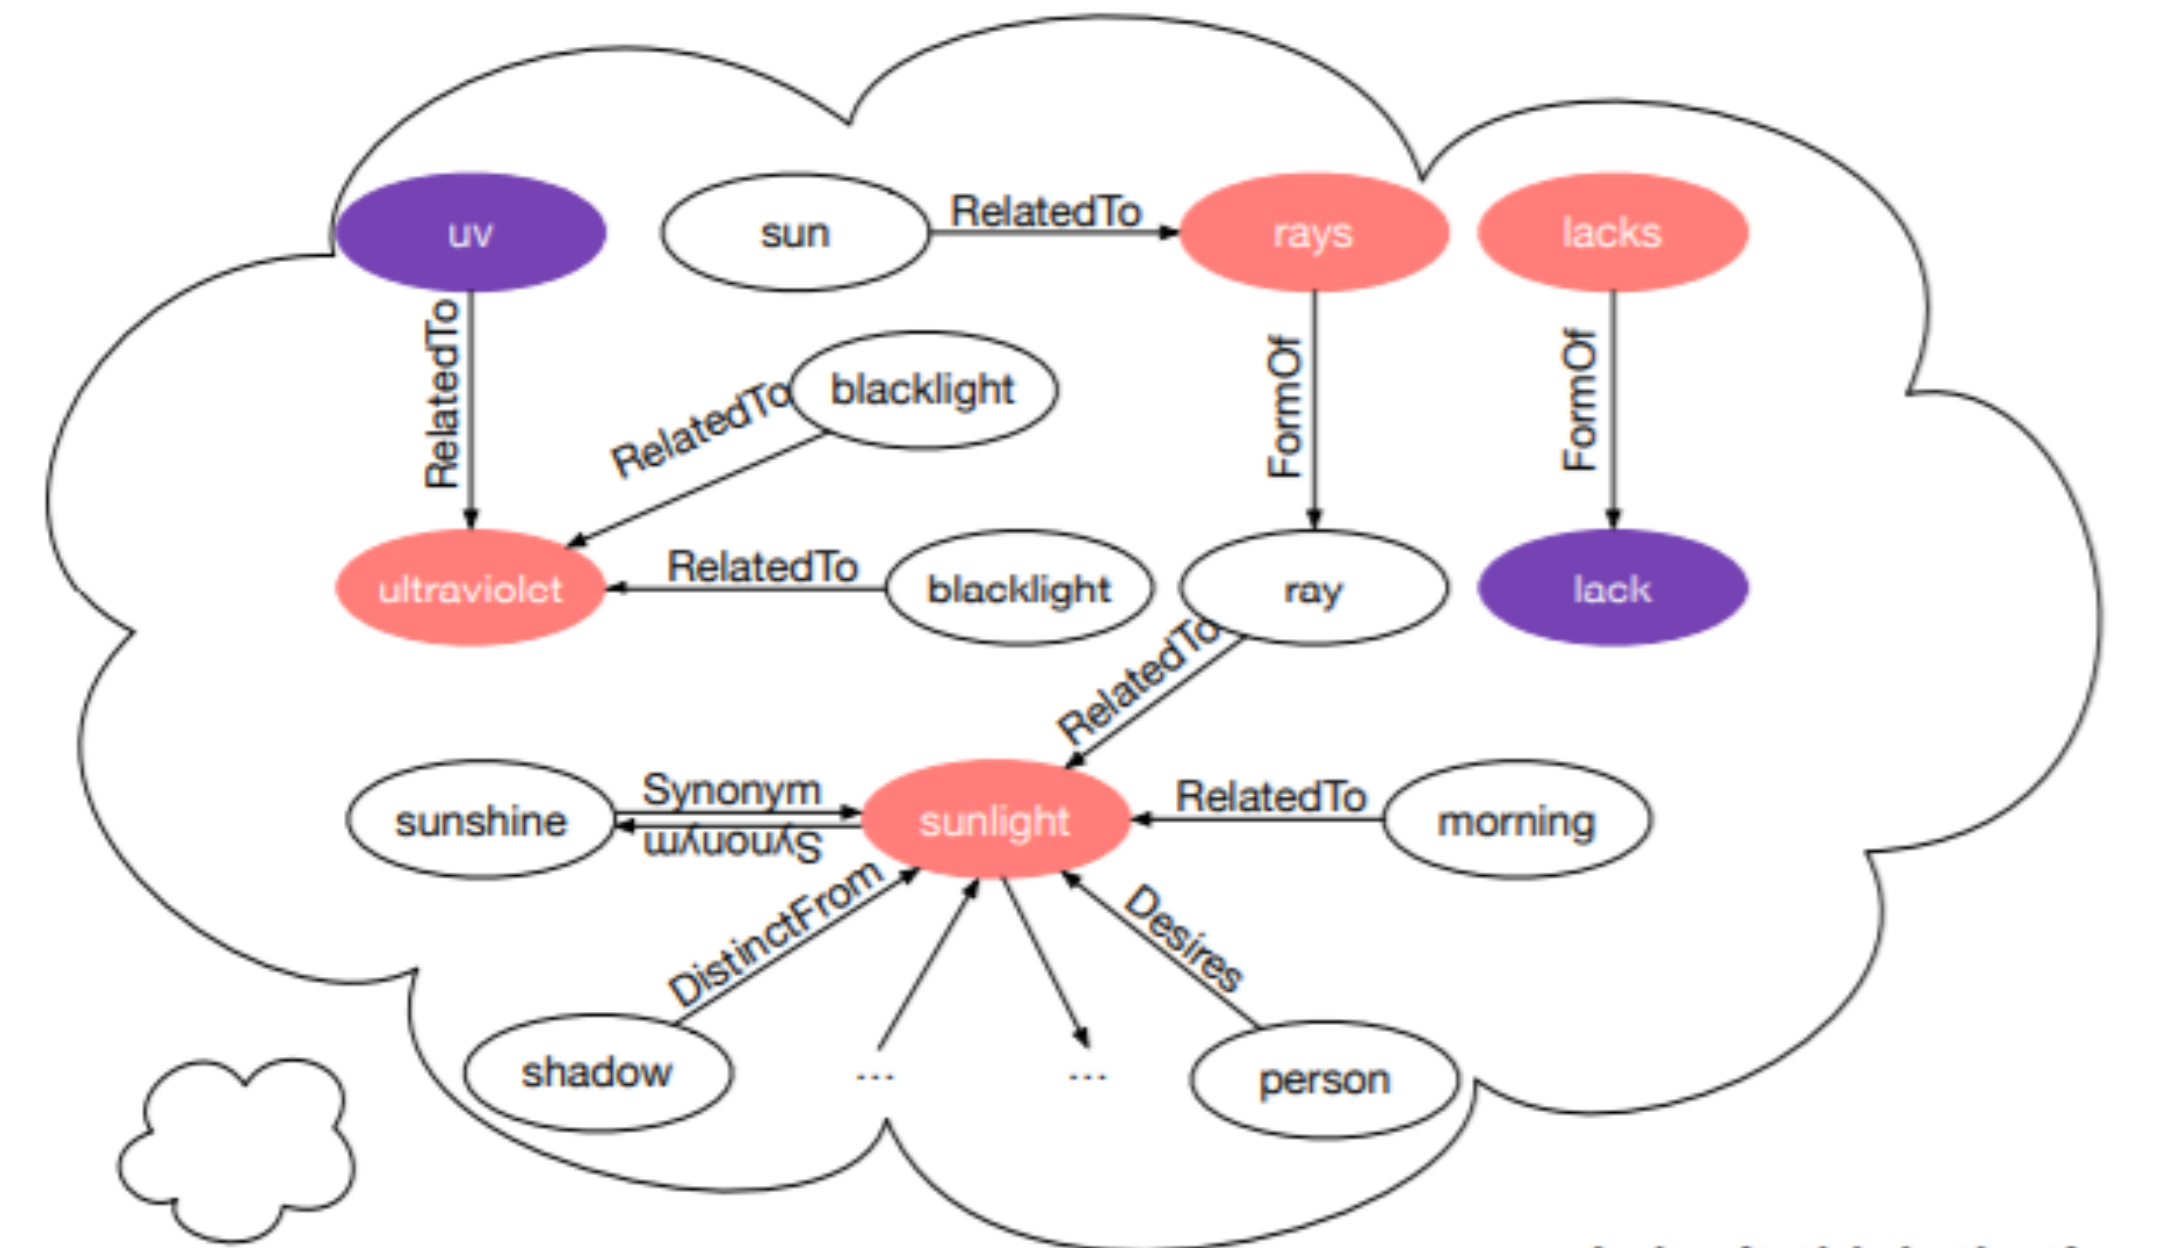 uv
sun
RelatedTo
rays
lacks
RelatedTo
blacklight
RelatedTo
FormOf
FormOf
ultraviolet
RelatedTo
blacklight
ray
lack
RelatedTo
sunshine
Synonym
Synonym
sunlight
RelatedTo
morning
DistinctFrom
Desires
shadow
...
...
person